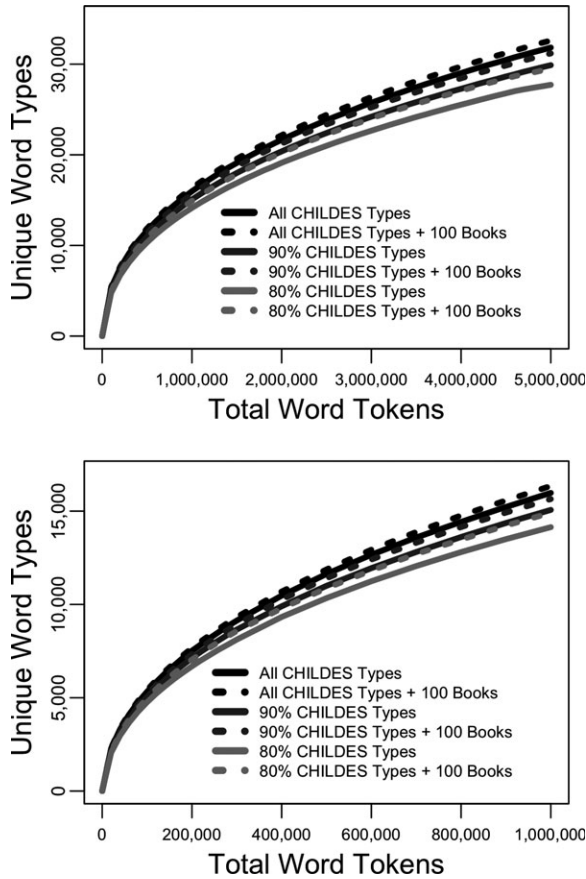 Unique Word Types
30,000
20,000
10,000
0
All CHILDES Types
All CHILDES Types + 100 Books
90% CHILDES Types
90% CHILDES Types + 100 Books
80% CHILDES Types
80% CHILDES Types + 100 Books
0 1,000,000 2,000,000 3,000,000 4,000,000 5,000,000
Total Word Tokens
Unique Word Types
15,000
10,000
5,000
0
All CHILDES Types
All CHILDES Types + 100 Books
90% CHILDES Types
90% CHILDES Types + 100 Books
80% CHILDES Types
80% CHILDES Types + 100 Books
0 200,000 400,000 600,000 800,000 1,000,000
Total Word Tokens